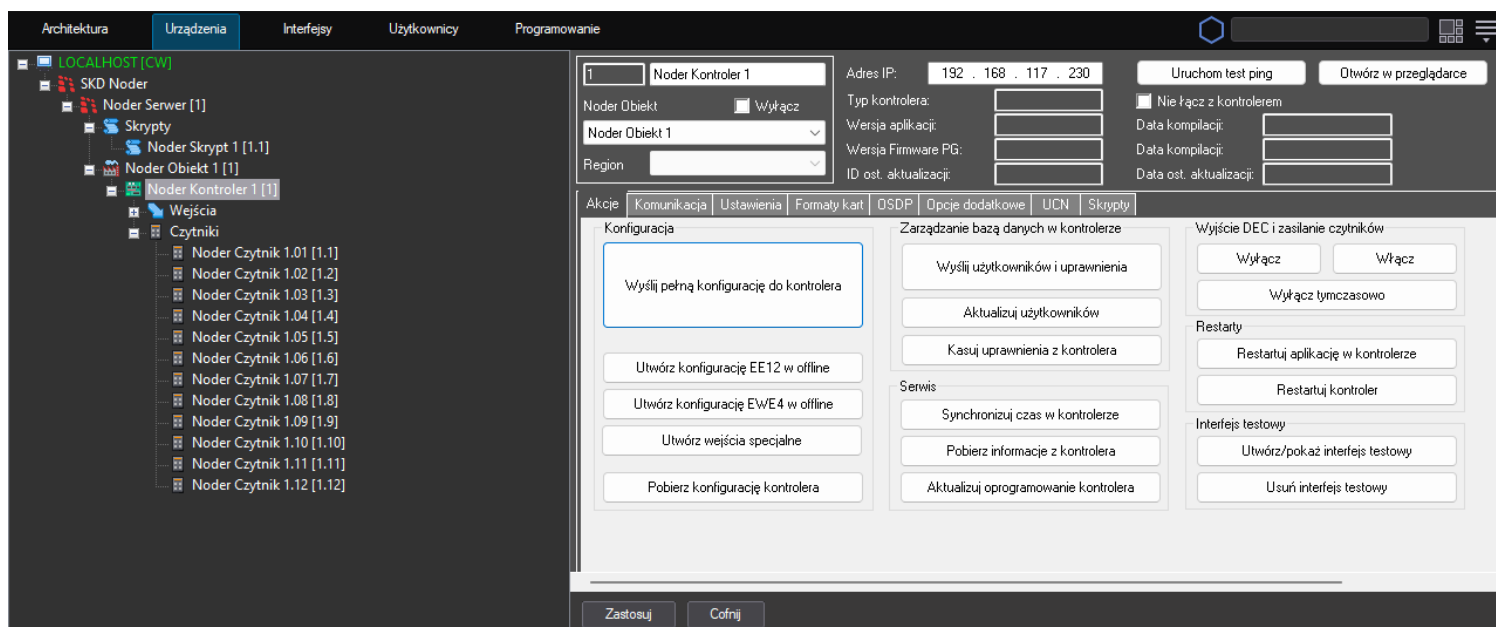 Architektura Urządzenia Interfejsy Użytkownicy Programowanie
LOCALHOST [CW]
SKD Noder
Noder Serwer [1]
Skrypty
Noder Skrypt 1 [1.1]
Noder Obiekt 1 [1]
Noder Kontroler 1 [1]
Wejścia
Czytniki
Noder Czytnik 1.01 [1.1]
Noder Czytnik 1.02 [1.2]
Noder Czytnik 1.03 [1.3]
Noder Czytnik 1.04 [1.4]
Noder Czytnik 1.05 [1.5]
Noder Czytnik 1.06 [1.6]
Noder Czytnik 1.07 [1.7]
Noder Czytnik 1.08 [1.8]
Noder Czytnik 1.09 [1.9]
Noder Czytnik 1.10 [1.10]
Noder Czytnik 1.11 [1.11]
Noder Czytnik 1.12 [1.12]
1 Noder Kontroler 1
Noder Obiekt Wyłącz
Noder Obiekt 1
Region
Adres IP: 192 . 168 . 117 . 230
Typ kontrolera:
Wersja aplikacji:
Wersja Firmware PG:
ID ost. aktualizacji:
Uruchom test ping Otwórz w przeglądarce
Nie łącz z kontrolerem
Data kompilacji:
Data kompilacji:
Data ost. aktualizacji:
Akcje Komunikacja Ustawienia Formaty kart OSDP Opcje dodatkowe UCN Skrypty
Konfiguracja
Wyślij pełną konfigurację do kontrolera
Utwórz konfigurację EE12 w offline
Utwórz konfigurację EWE4 w offline
Utwórz wejścia specjalne
Pobierz konfigurację kontrolera
Zarządzanie bazą danych w kontrolerze
Wyślij użytkowników i uprawnienia
Aktualizuj użytkowników
Kasuj uprawnienia z kontrolera
Serwis
Synchronizuj czas w kontrolerze
Pobierz informacje z kontrolera
Aktualizuj oprogramowanie kontrolera
Wyjście DEC i zasilanie czytników
Wyłącz Włącz
Wyłącz tymczasowo
Restarty
Restartuj aplikację w kontrolerze
Restartuj kontroler
Interfejs testowy
Utwórz/pokaż interfejs testowy
Usuń interfejs testowy
Zastosuj Cofnij